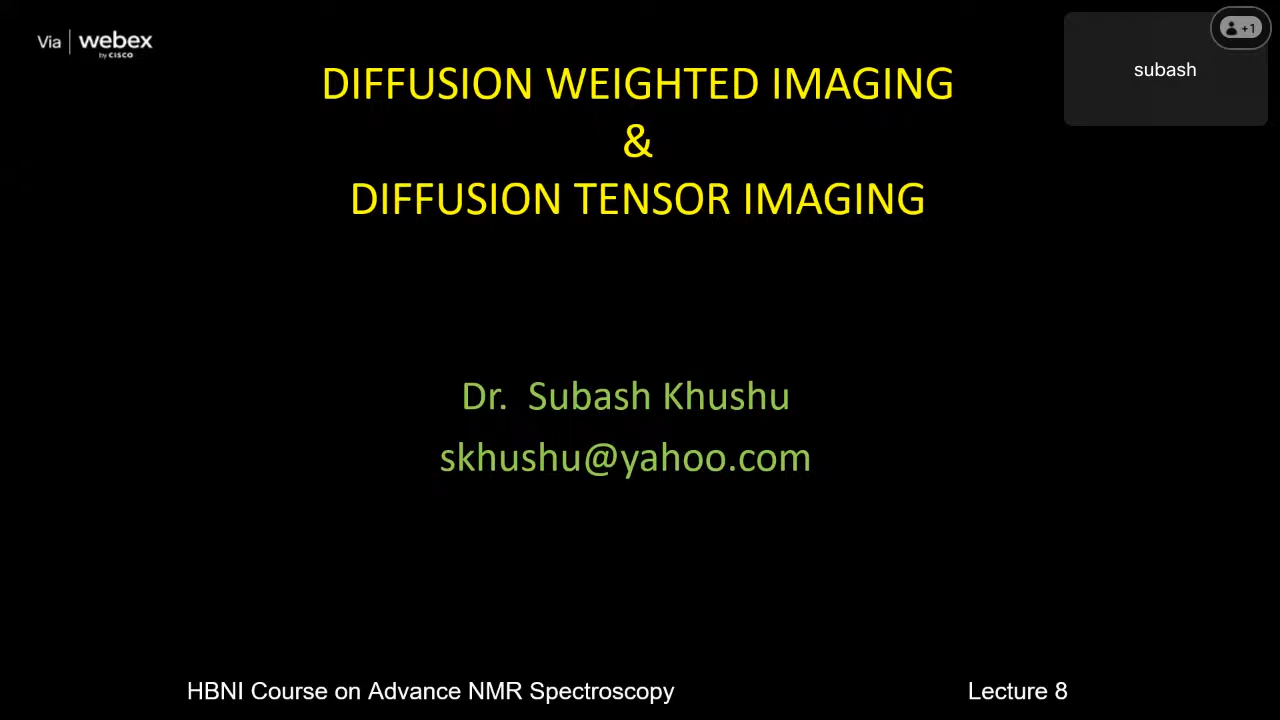 Via webex
by CISCO
+1
subash
DIFFUSION WEIGHTED IMAGING
&
DIFFUSION TENSOR IMAGING
Dr. Subash Khushu
skhushu@yahoo.com
HBNI Course on Advance NMR Spectroscopy
Lecture 8